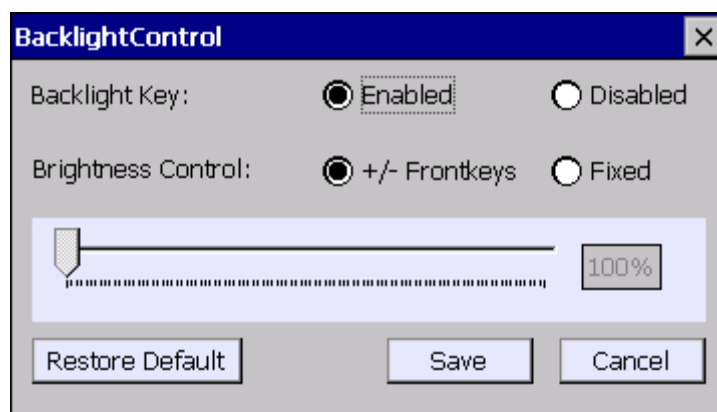 BacklightControl
Backlight Key: Enabled Disabled
Brightness Control: +/- Frontkeys Fixed
100%
Restore Default Save Cancel